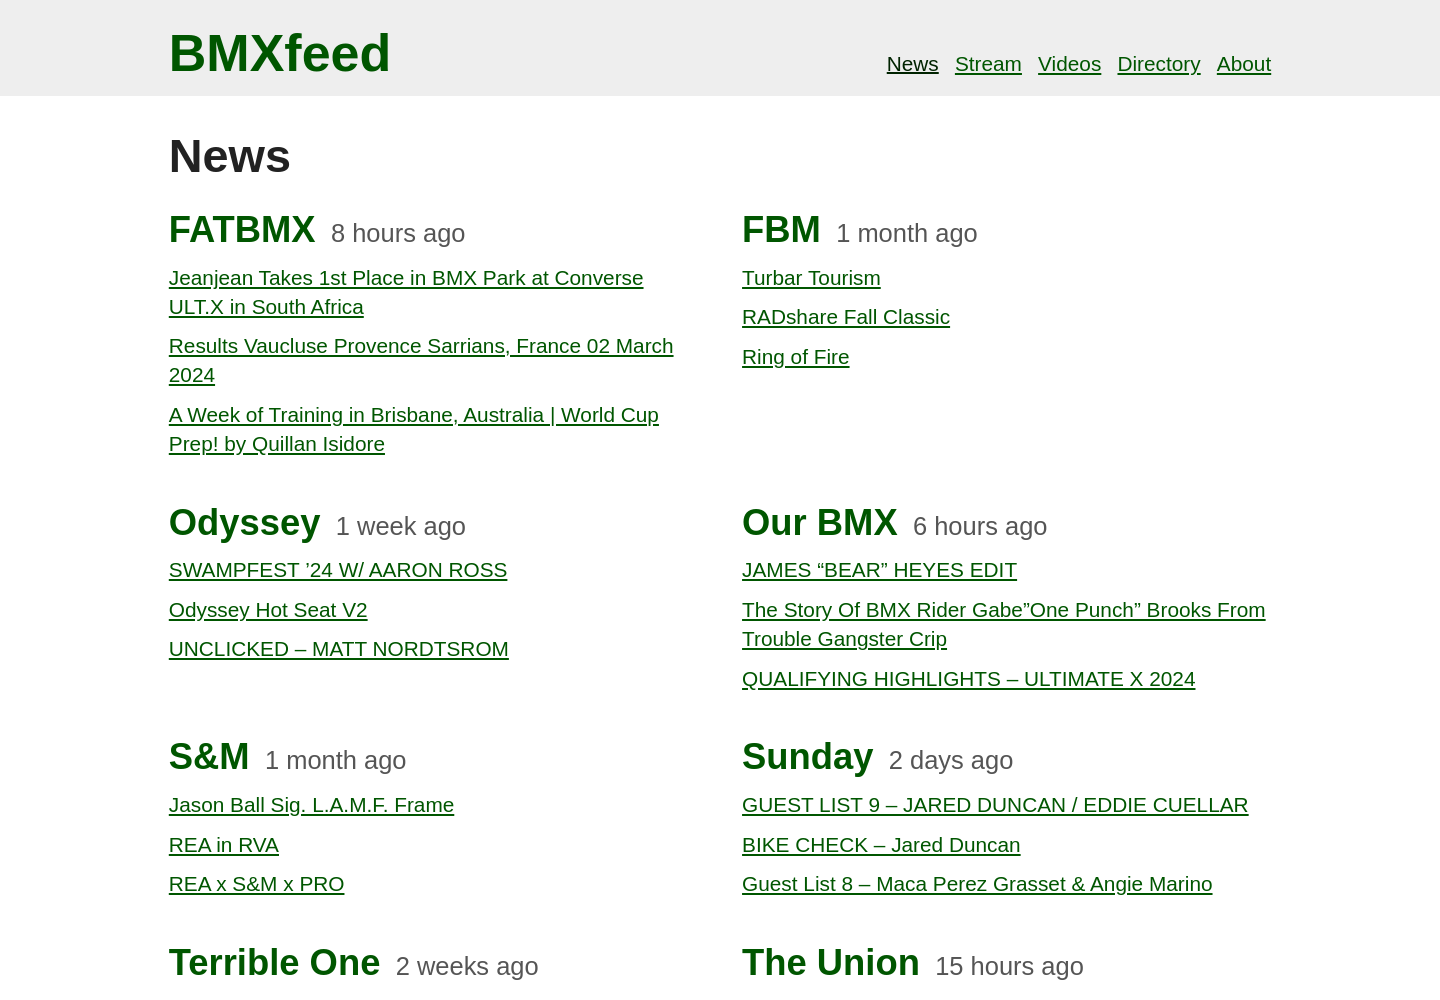 BMXfeed
News Stream Videos Directory About
News
FATBMX 8 hours ago
Jeanjean Takes 1st Place in BMX Park at Converse
ULT.X in South Africa
Results Vaucluse Provence Sarrians, France 02 March
2024
A Week of Training in Brisbane, Australia | World Cup
Prep! by Quillan Isidore
FBM 1 month ago
Turbar Tourism
RADshare Fall Classic
Ring of Fire
Odyssey 1 week ago
SWAMPFEST ’24 W/ AARON ROSS
Odyssey Hot Seat V2
UNCLICKED – MATT NORDTSROM
Our BMX 6 hours ago
JAMES “BEAR” HEYES EDIT
The Story Of BMX Rider Gabe”One Punch” Brooks From
Trouble Gangster Crip
QUALIFYING HIGHLIGHTS – ULTIMATE X 2024
S&M 1 month ago
Jason Ball Sig. L.A.M.F. Frame
REA in RVA
REA x S&M x PRO
Sunday 2 days ago
GUEST LIST 9 – JARED DUNCAN / EDDIE CUELLAR
BIKE CHECK – Jared Duncan
Guest List 8 – Maca Perez Grasset & Angie Marino
Terrible One 2 weeks ago
The Union 15 hours ago